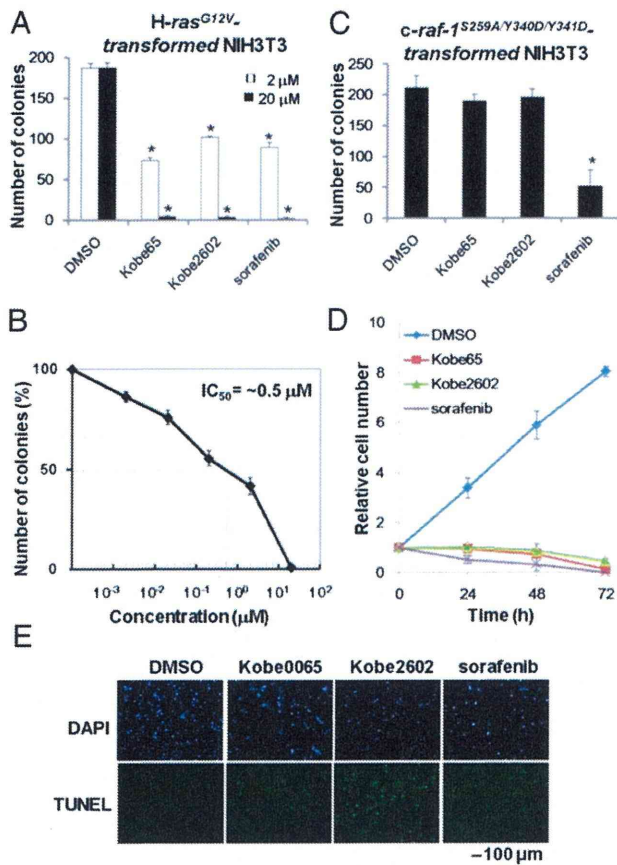 A
H-ras^G12V-
transformed NIH3T3
Number of colonies
200
150
100
50
0
2 μM
20 μM
* * *
* * *
DMSO
Kobe65
Kobe2602
sorafenib
C
c-raf-1^S259A/Y340D/Y341D-
transformed NIH3T3
Number of colonies
250
200
150
100
50
0
*
DMSO
Kobe65
Kobe2602
sorafenib
B
Number of colonies (%)
100
50
0
IC50= ~0.5 μM
10^-3 10^-2 10^-1 10^0 10^1 10^2
Concentration (μM)
D
Relative cell number
10
8
6
4
2
0
DMSO
Kobe65
Kobe2602
sorafenib
0 24 48 72
Time (h)
E
DMSO Kobe0065 Kobe2602 sorafenib
DAPI
TUNEL
–100 μm